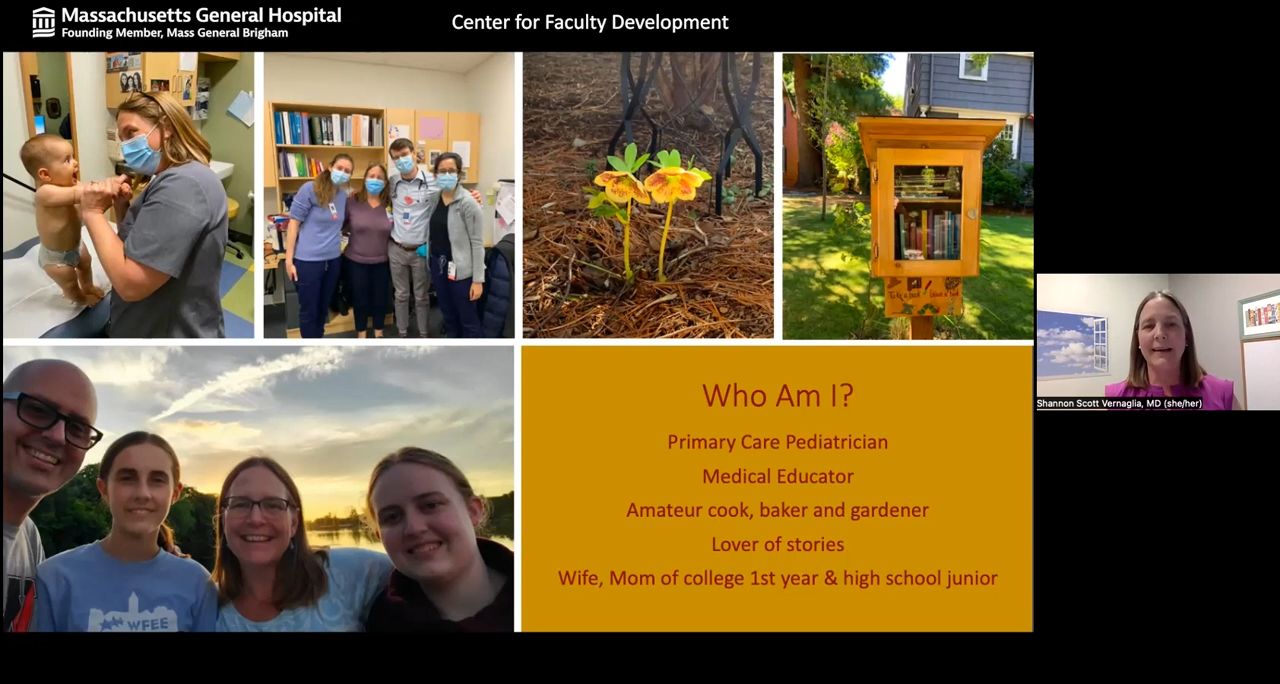 Massachusetts General Hospital
Founding Member, Mass General Brigham
Center for Faculty Development
WFEE
Who Am I?
Primary Care Pediatrician
Medical Educator
Amateur cook, baker and gardener
Lover of stories
Wife, Mom of college 1st year & high school junior
Shannon Scott Vernaglia, MD (she/her)